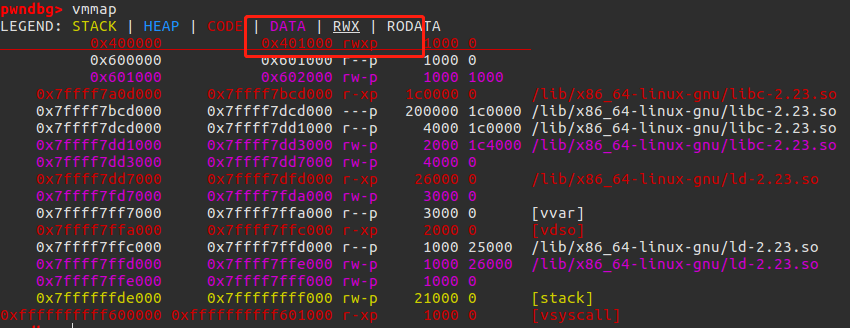 pwndbg> vmmap
LEGEND: STACK | HEAP | CODE | DATA | RWX | RODATA
0x400000 0x401000 rwxp 1000 0
0x600000 0x601000 r--p 1000 0
0x601000 0x602000 rw-p 1000 1000
0x7ffff7a0d000 0x7ffff7bcd000 r-xp 1c0000 0 /lib/x86_64-linux-gnu/libc-2.23.so
0x7ffff7bcd000 0x7ffff7dcd000 ---p 200000 1c0000 /lib/x86_64-linux-gnu/libc-2.23.so
0x7ffff7dcd000 0x7ffff7dd1000 r--p 4000 1c0000 /lib/x86_64-linux-gnu/libc-2.23.so
0x7ffff7dd1000 0x7ffff7dd3000 rw-p 2000 1c4000 /lib/x86_64-linux-gnu/libc-2.23.so
0x7ffff7dd3000 0x7ffff7dd7000 rw-p 4000 0
0x7ffff7dd7000 0x7ffff7dfd000 r-xp 26000 0 /lib/x86_64-linux-gnu/ld-2.23.so
0x7ffff7fd7000 0x7ffff7fda000 rw-p 3000 0
0x7ffff7ff7000 0x7ffff7ffa000 r--p 3000 0 [vvar]
0x7ffff7ffa000 0x7ffff7ffc000 r-xp 2000 0 [vdso]
0x7ffff7ffc000 0x7ffff7ffd000 r--p 1000 25000 /lib/x86_64-linux-gnu/ld-2.23.so
0x7ffff7ffd000 0x7ffff7ffe000 rw-p 1000 26000 /lib/x86_64-linux-gnu/ld-2.23.so
0x7ffff7ffe000 0x7ffff7fff000 rw-p 1000 0
0x7ffffffde000 0x7ffffffff000 rw-p 21000 0 [stack]
0xffffffffff600000 0xffffffffff601000 r-xp 1000 0 [vsyscall]